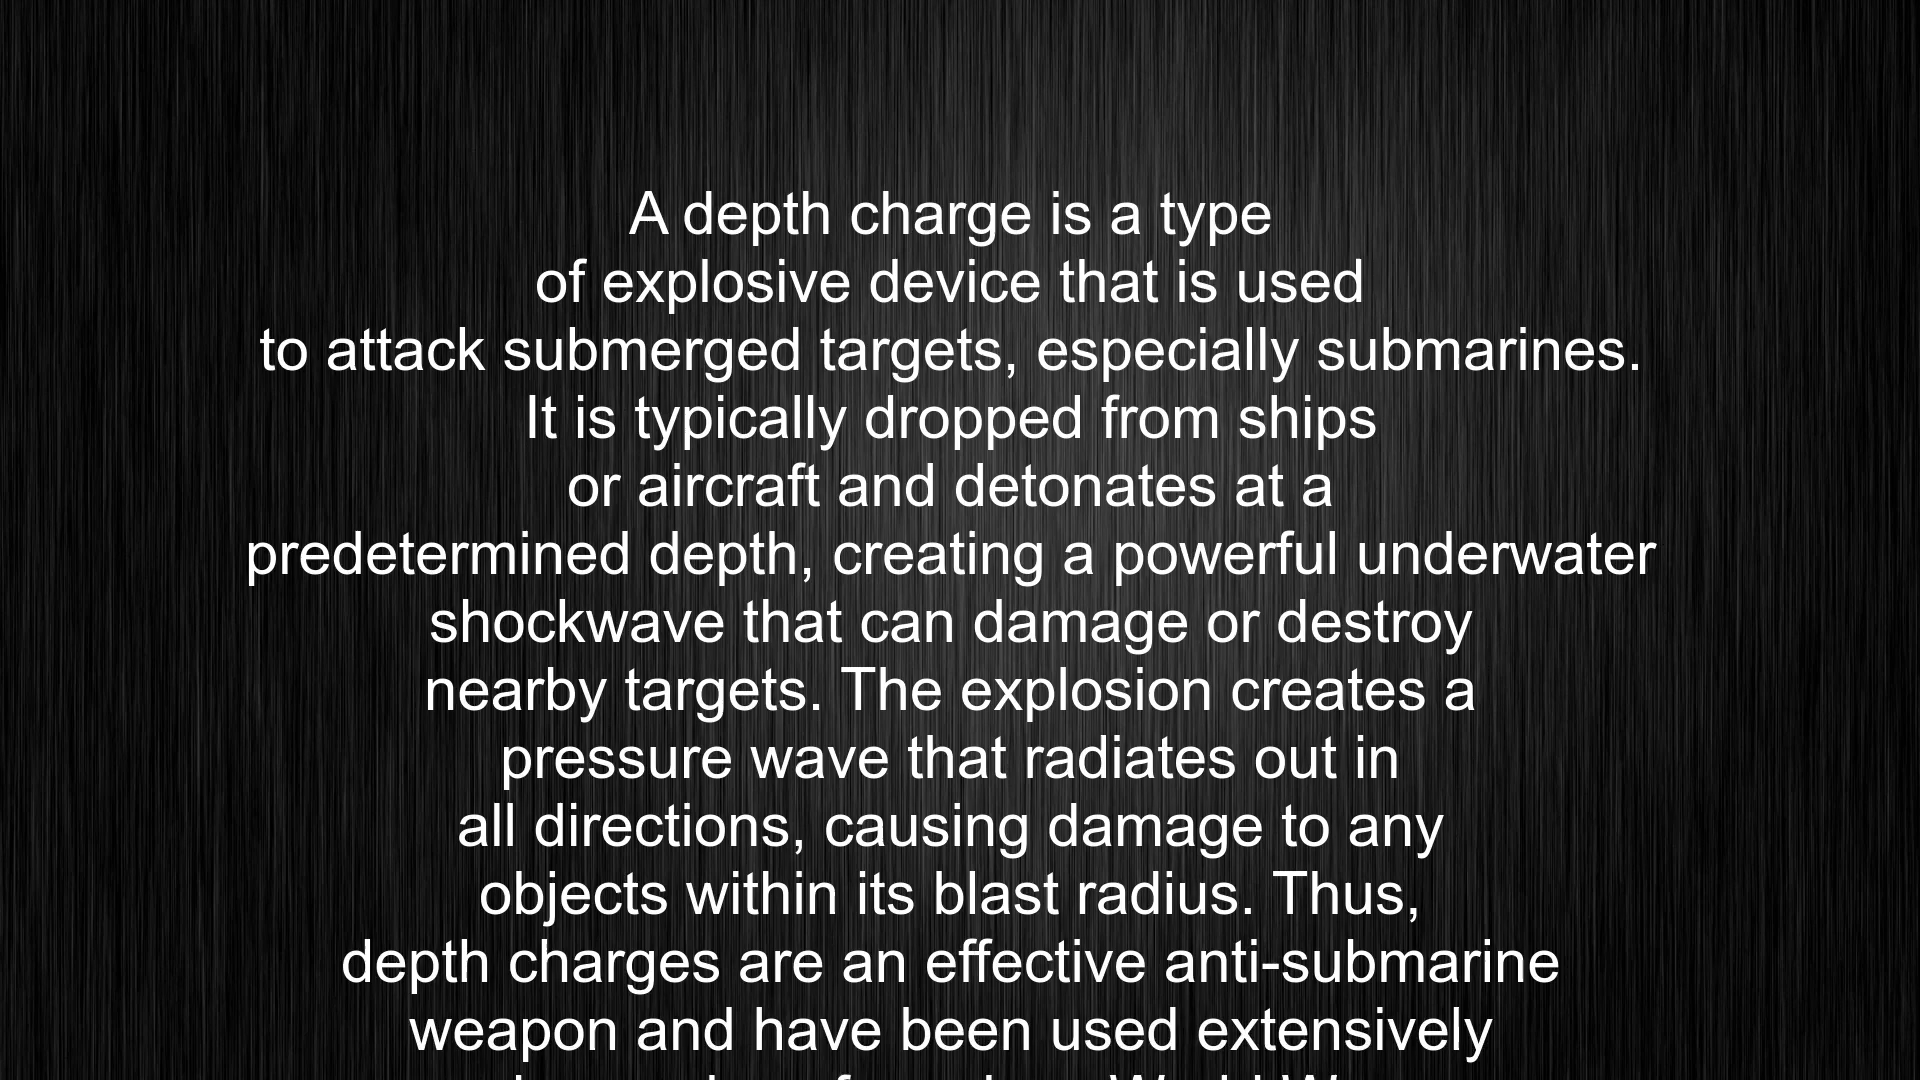 A depth charge is a type
of explosive device that is used
to attack submerged targets, especially submarines.
It is typically dropped from ships
or aircraft and detonates at a
predetermined depth, creating a powerful underwater
shockwave that can damage or destroy
nearby targets. The explosion creates a
pressure wave that radiates out in
all directions, causing damage to any
objects within its blast radius. Thus,
depth charges are an effective anti-submarine
weapon and have been used extensively